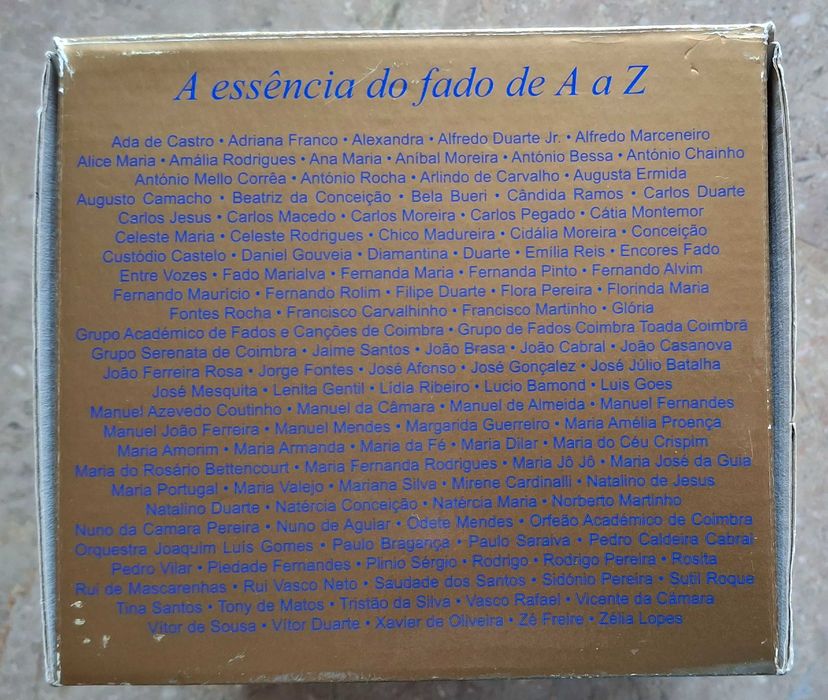 A essência do fado de A a Z
Ada de Castro • Adriana Franco • Alexandra • Alfredo Duarte Jr. • Alfredo Marceneiro
Alice Maria • Amália Rodrigues • Ana Maria • Aníbal Moreira • António Bessa • António Chainho
António Mello Corrêa • António Rocha • Arlindo de Carvalho • Augusta Ermida
Augusto Camacho • Beatriz da Conceição • Bela Bueri • Cândida Ramos • Carlos Duarte
Carlos Jesus • Carlos Macedo • Carlos Moreira • Carlos Pegado • Cátia Montemor
Celeste Maria • Celeste Rodrigues • Chico Madureira • Cidália Moreira • Conceição
Custódio Castelo • Daniel Gouveia • Diamantina • Duarte • Emília Reis • Encores Fado
Entre Vozes • Fado Marialva • Fernanda Maria • Fernanda Pinto • Fernando Alvim
Fernando Maurício • Fernando Rolim • Filipe Duarte • Flora Pereira • Florinda Maria
Fontes Rocha • Francisco Carvalhinho • Francisco Martinho • Glória
Grupo Académico de Fados e Canções de Coimbra • Grupo de Fados Coimbra Toada Coimbrã
Grupo Serenata de Coimbra • Jaime Santos • João Brasa • João Cabral • João Casanova
João Ferreira Rosa • Jorge Fontes • José Afonso • José Gonçalez • José Júlio Batalha
José Mesquita • Lenita Gentil • Lídia Ribeiro • Lucio Bamond • Luis Goes
Manuel Azevedo Coutinho • Manuel da Câmara • Manuel de Almeida • Manuel Fernandes
Manuel João Ferreira • Manuel Mendes • Margarida Guerreiro • Maria Amélia Proença
Maria Amorim • Maria Armanda • Maria da Fé • Maria Dilar • Maria do Céu Crispim
Maria do Rosário Bettencourt • Maria Fernanda Rodrigues • Maria Jô Jô • Maria José da Guia
Maria Portugal • Maria Valejo • Mariana Silva • Mirene Cardinalli • Natalino de Jesus
Natalino Duarte • Natércia Conceição • Natércia Maria • Norberto Martinho
Nuno da Camara Pereira • Nuno de Aguiar • Odete Mendes • Orfeão Académico de Coimbra
Orquestra Joaquim Luis Gomes • Paulo Bragança • Paulo Saraiva • Pedro Caldeira Cabral
Pedro Vilar • Piedade Fernandes • Plinio Sérgio • Rodrigo • Rodrigo Pereira • Rosita
Rui de Mascarenhas • Rui Vasco Neto • Saudade dos Santos • Sidónio Pereira • Sutil Roque
Tina Santos • Tony de Matos • Tristão da Silva • Vasco Rafael • Vicente da Câmara
Vítor de Sousa • Vítor Duarte • Xavier de Oliveira • Zé Freire • Zélia Lopes